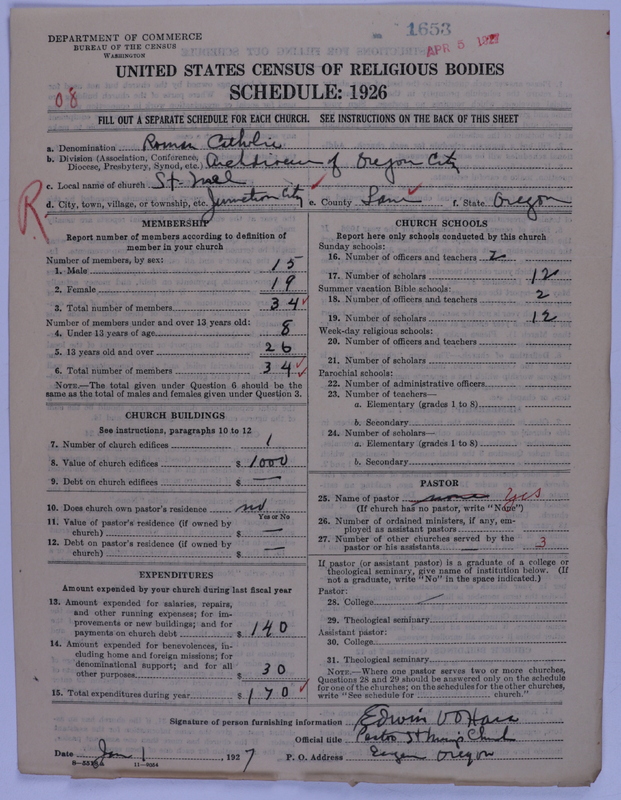 1653
APR 5 1927
DEPARTMENT OF COMMERCE
BUREAU OF THE CENSUS
WASHINGTON
UNITED STATES CENSUS OF RELIGIOUS BODIES
SCHEDULE: 1926
08
FILL OUT A SEPARATE SCHEDULE FOR EACH CHURCH. SEE INSTRUCTIONS ON THE BACK OF THIS SHEET
a. Denomination Roman Catholic
b. Division (Association, Conference, Diocese, Presbytery, Synod, etc.) Archdiocese of Oregon City
c. Local name of church St.
d. City, town, village, or township, etc. Junction City e. County Lane f. State Oregon
R
MEMBERSHIP
Report number of members according to definition of
member in your church
Number of members, by sex:
1. Male 15
2. Female 19
3. Total number of members 34
Number of members under and over 13 years old:
4. Under 13 years of age 8
5. 13 years old and over 26
6. Total number of members 34
NOTE.—The total given under Question 6 should be
same as the total of males and females given under Question 3.
CHURCH BUILDINGS
See instructions, paragraphs 10 to 12
7. Number of church edifices 1
8. Value of church edifices $ 1000
9. Debt on church edifices $ —
10. Does church own pastor's residence no
Yes or No
11. Value of pastor's residence (if owned by
church) $ —
12. Debt on pastor's residence (if owned by
church) $ —
EXPENDITURES
Amount expended by your church during last fiscal year
13. Amount expended for salaries, repairs,
and other running expenses; for im-
provements or new buildings; and for
payments on church debt $ 140
14. Amount expended for benevolences, in-
cluding home and foreign missions; for
denominational support; and for all
other purposes $ 30
15. Total expenditures during year $ 170
CHURCH SCHOOLS
Report here only schools conducted by this church
Sunday schools:
16. Number of officers and teachers 2
17. Number of scholars 12
Summer vacation Bible schools:
18. Number of officers and teachers 2
19. Number of scholars 12
Week-day religious schools:
20. Number of officers and teachers
21. Number of scholars
Parochial schools:
22. Number of administrative officers
23. Number of teachers—
a. Elementary (grades 1 to 8)
b. Secondary
24. Number of scholars—
a. Elementary (grades 1 to 8)
b. Secondary
PASTOR
25. Name of pastor none Yes
(If church has no pastor, write "None")
26. Number of ordained ministers, if any, em-
ployed as assistant pastors
27. Number of other churches served by the
pastor or his assistants — 3
If pastor (or assistant pastor) is a graduate of a college or
theological seminary, give name of institution below. (If
not a graduate, write "No" in the space indicated.)
Pastor:
28. College
29. Theological seminary
Assistant pastor:
30. College
31. Theological seminary
NOTE.—Where one pastor serves two or more churches,
Questions 28 and 29 should be answered only on the schedule
for one of the churches; on the schedules for the other churches,
write "See schedule for church."
Signature of person furnishing information Edwin V O'Hara
Official title Pastor St Mary's Church
Date Jan 1 1927 P. O. Address Eugene Oregon
11-9564